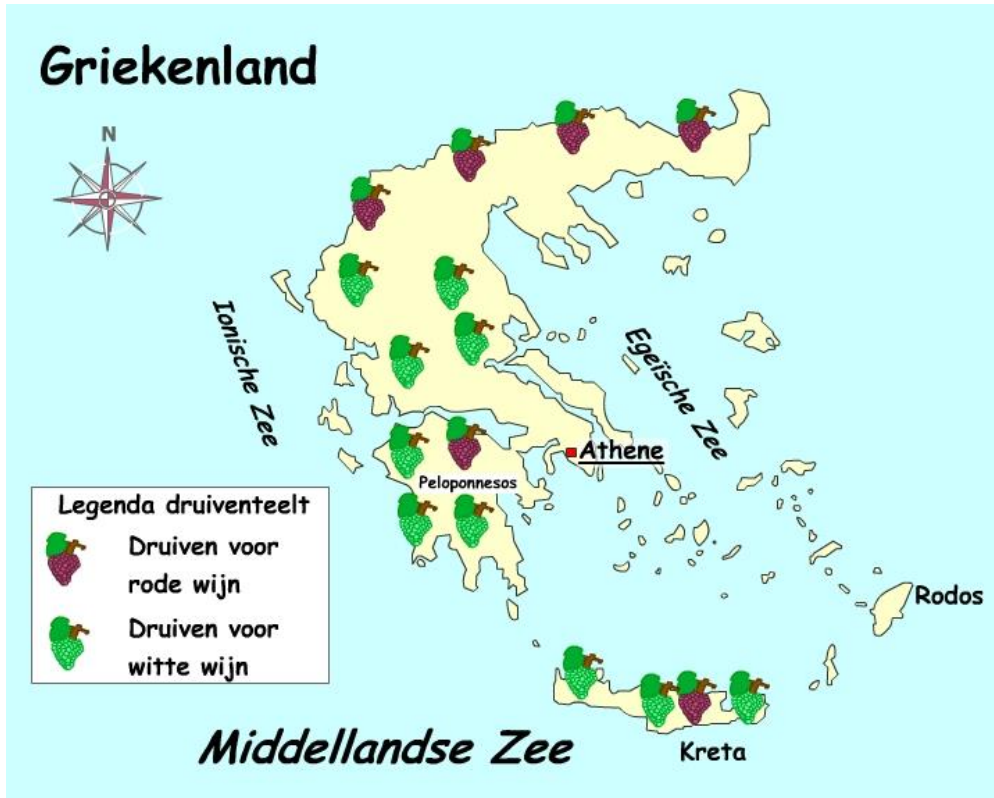 Griekenland
N
Ionische Zee
Egeïsche Zee
Athene
Peloponnesos
Legenda druiventeelt
Druiven voor
rode wijn
Druiven voor
witte wijn
Rodos
Middellandse Zee
Kreta